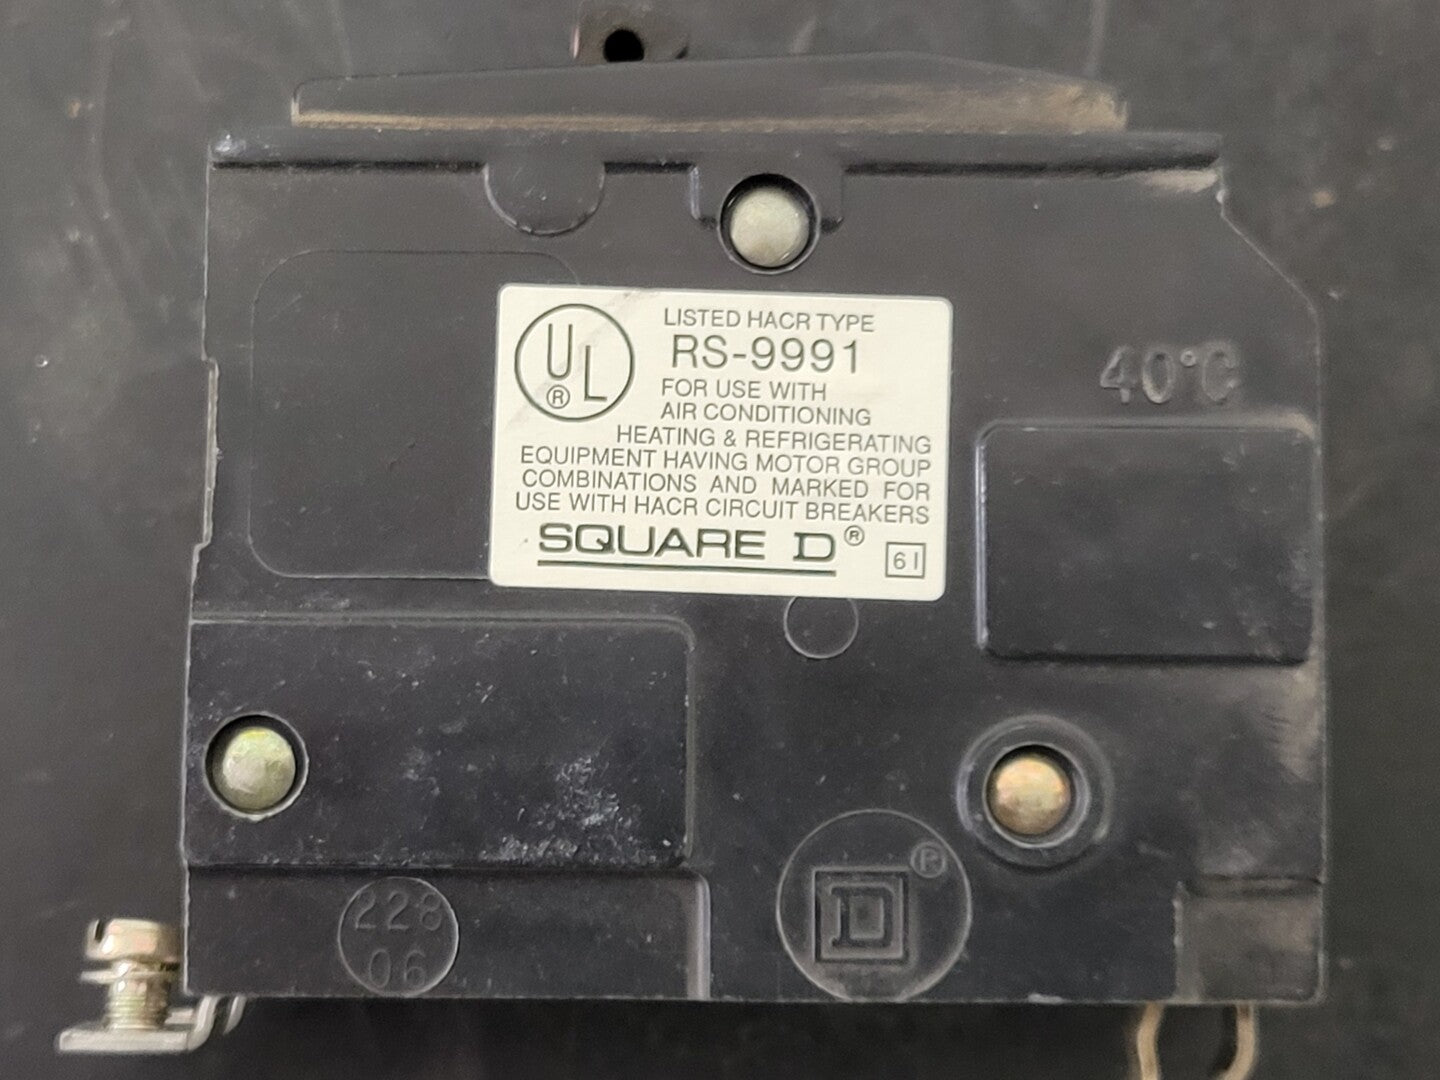 UL®
LISTED HACR TYPE
RS-9991
FOR USE WITH
AIR CONDITIONING
HEATING & REFRIGERATING
EQUIPMENT HAVING MOTOR GROUP
COMBINATIONS AND MARKED FOR
USE WITH HACR CIRCUIT BREAKERS
SQUARE D®
61
40°C
228
06
D®